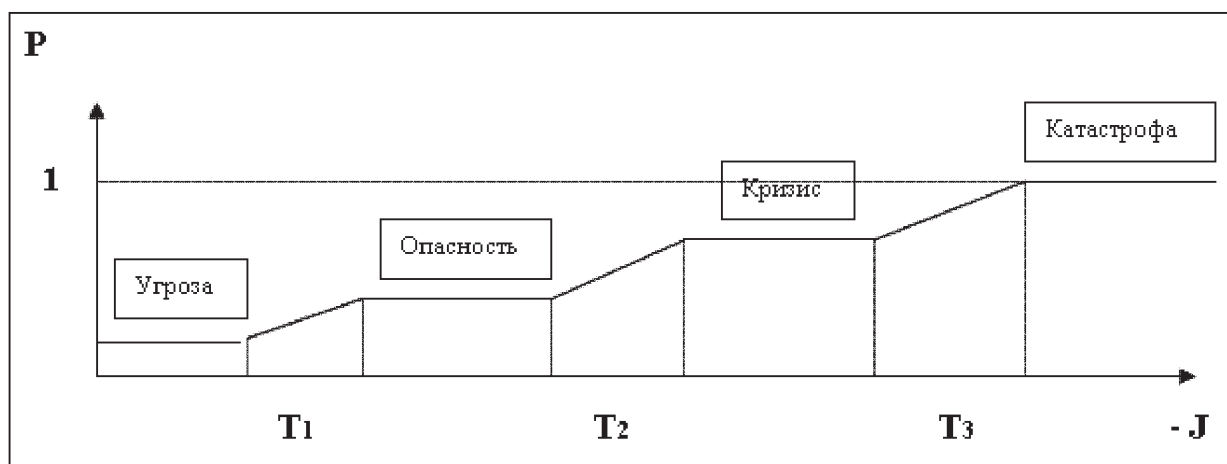 P
Катастрофа
1
Кризис
Опасность
Угроза
T1
T2
T3
- J